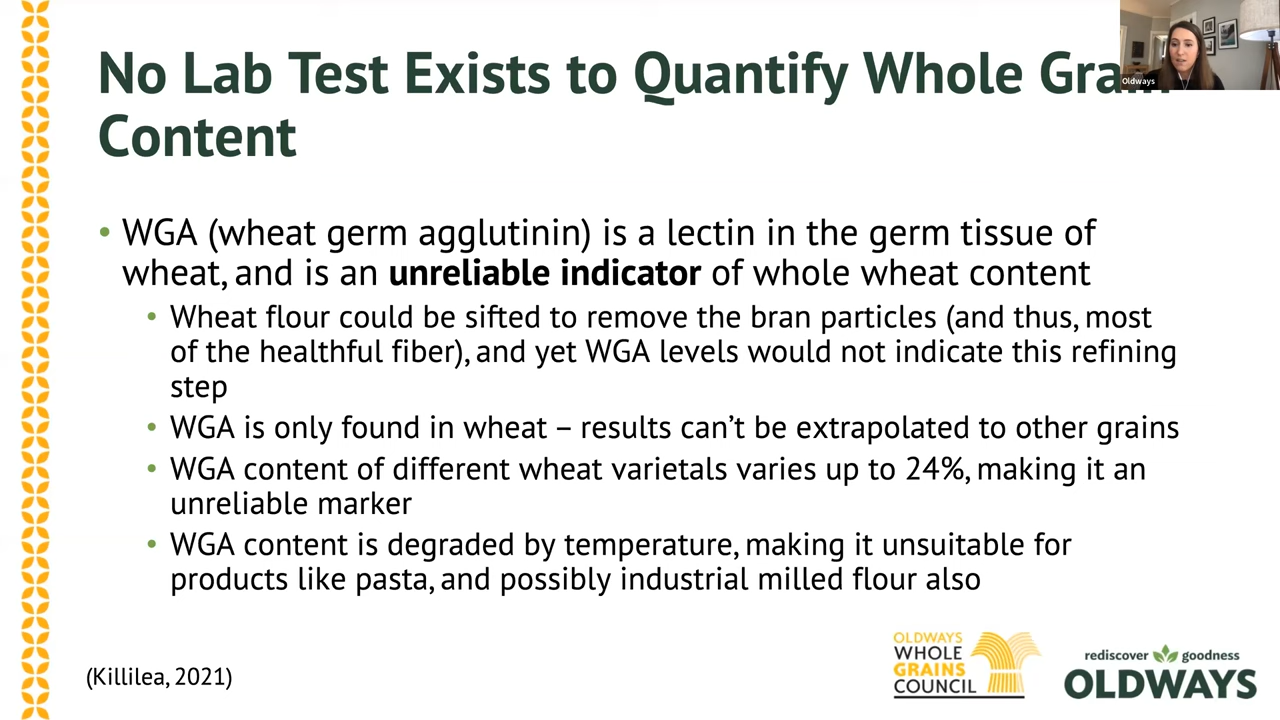 No Lab Test Exists to Quantify Whole Grain
Content
Oldways
• WGA (wheat germ agglutinin) is a lectin in the germ tissue of
wheat, and is an unreliable indicator of whole wheat content
• Wheat flour could be sifted to remove the bran particles (and thus, most
of the healthful fiber), and yet WGA levels would not indicate this refining
step
• WGA is only found in wheat – results can’t be extrapolated to other grains
• WGA content of different wheat varietals varies up to 24%, making it an
unreliable marker
• WGA content is degraded by temperature, making it unsuitable for
products like pasta, and possibly industrial milled flour also
(Killilea, 2021)
OLDWAYS
WHOLE
GRAINS
COUNCIL
rediscover goodness
OLDWAYS